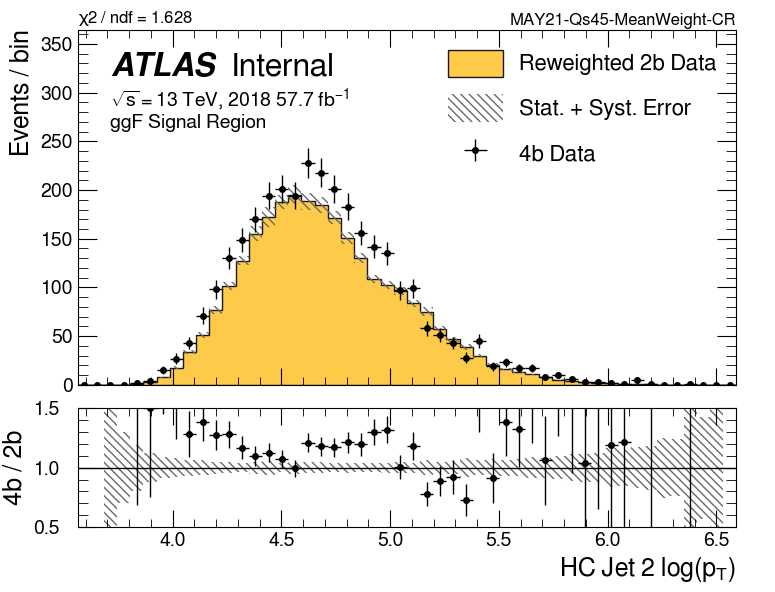 χ2 / ndf = 1.628
MAY21-Qs45-MeanWeight-CR
ATLAS Internal
√s = 13 TeV, 2018 57.7 fb⁻¹
ggF Signal Region
Reweighted 2b Data
Stat. + Syst. Error
4b Data
Events / bin
350
300
250
200
150
100
50
0
4b / 2b
1.5
1.0
0.5
4.0 4.5 5.0 5.5 6.0 6.5
HC Jet 2 log(p_T)